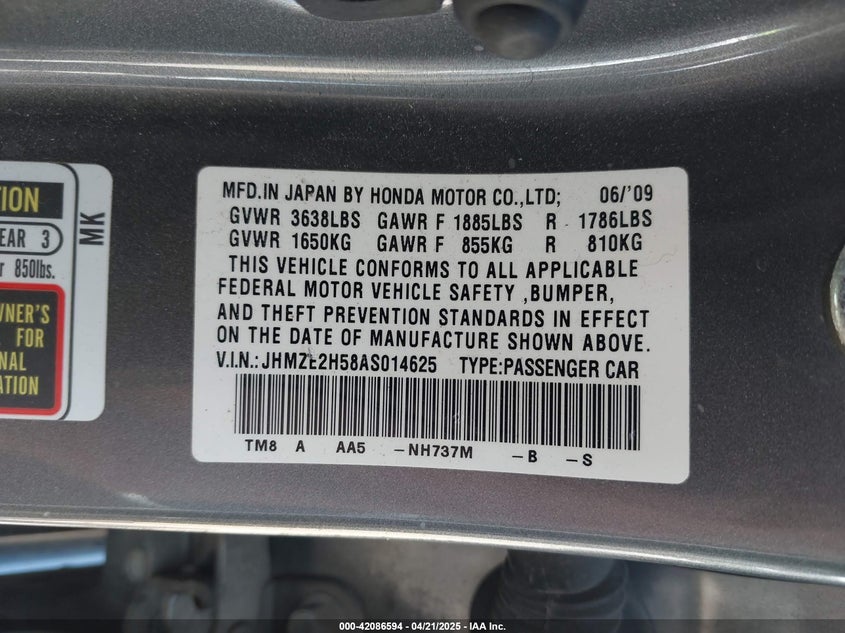 TION
EAR 3
850lbs.
WNER'S
FOR
NAL
ATION
MK
MFD.IN JAPAN BY HONDA MOTOR CO.,LTD; 06/'09
GVWR 3638LBS GAWR F 1885LBS R 1786LBS
GVWR 1650KG GAWR F 855KG R 810KG
THIS VEHICLE CONFORMS TO ALL APPLICABLE
FEDERAL MOTOR VEHICLE SAFETY ,BUMPER,
AND THEFT PREVENTION STANDARDS IN EFFECT
ON THE DATE OF MANUFACTURE SHOWN ABOVE.
V.I.N.:JHMZE2H58AS014625 TYPE:PASSENGER CAR
TM8 A AA5 -NH737M -B -S
000-42086594 - 04/21/2025 - IAA Inc.